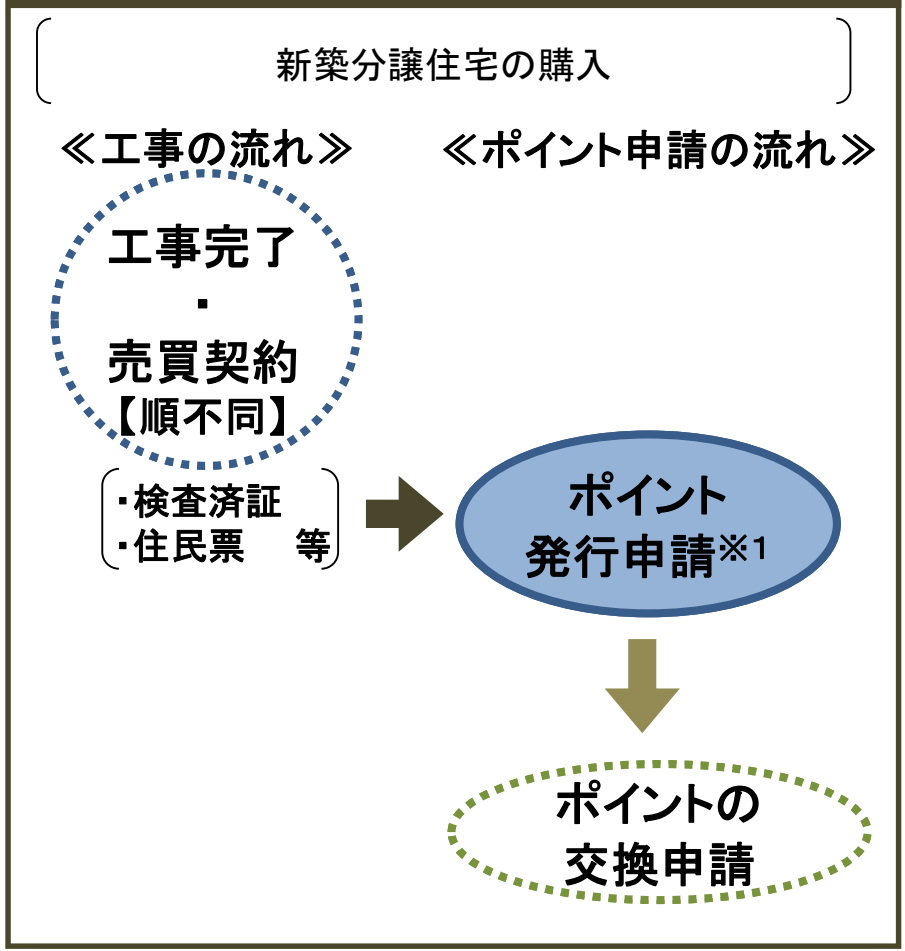 新築分譲住宅の購入
≪工事の流れ≫
≪ポイント申請の流れ≫
工事完了
・
売買契約
【順不同】
・検査済証
・住民票　等
ポイント
発行申請※1
ポイントの
交換申請